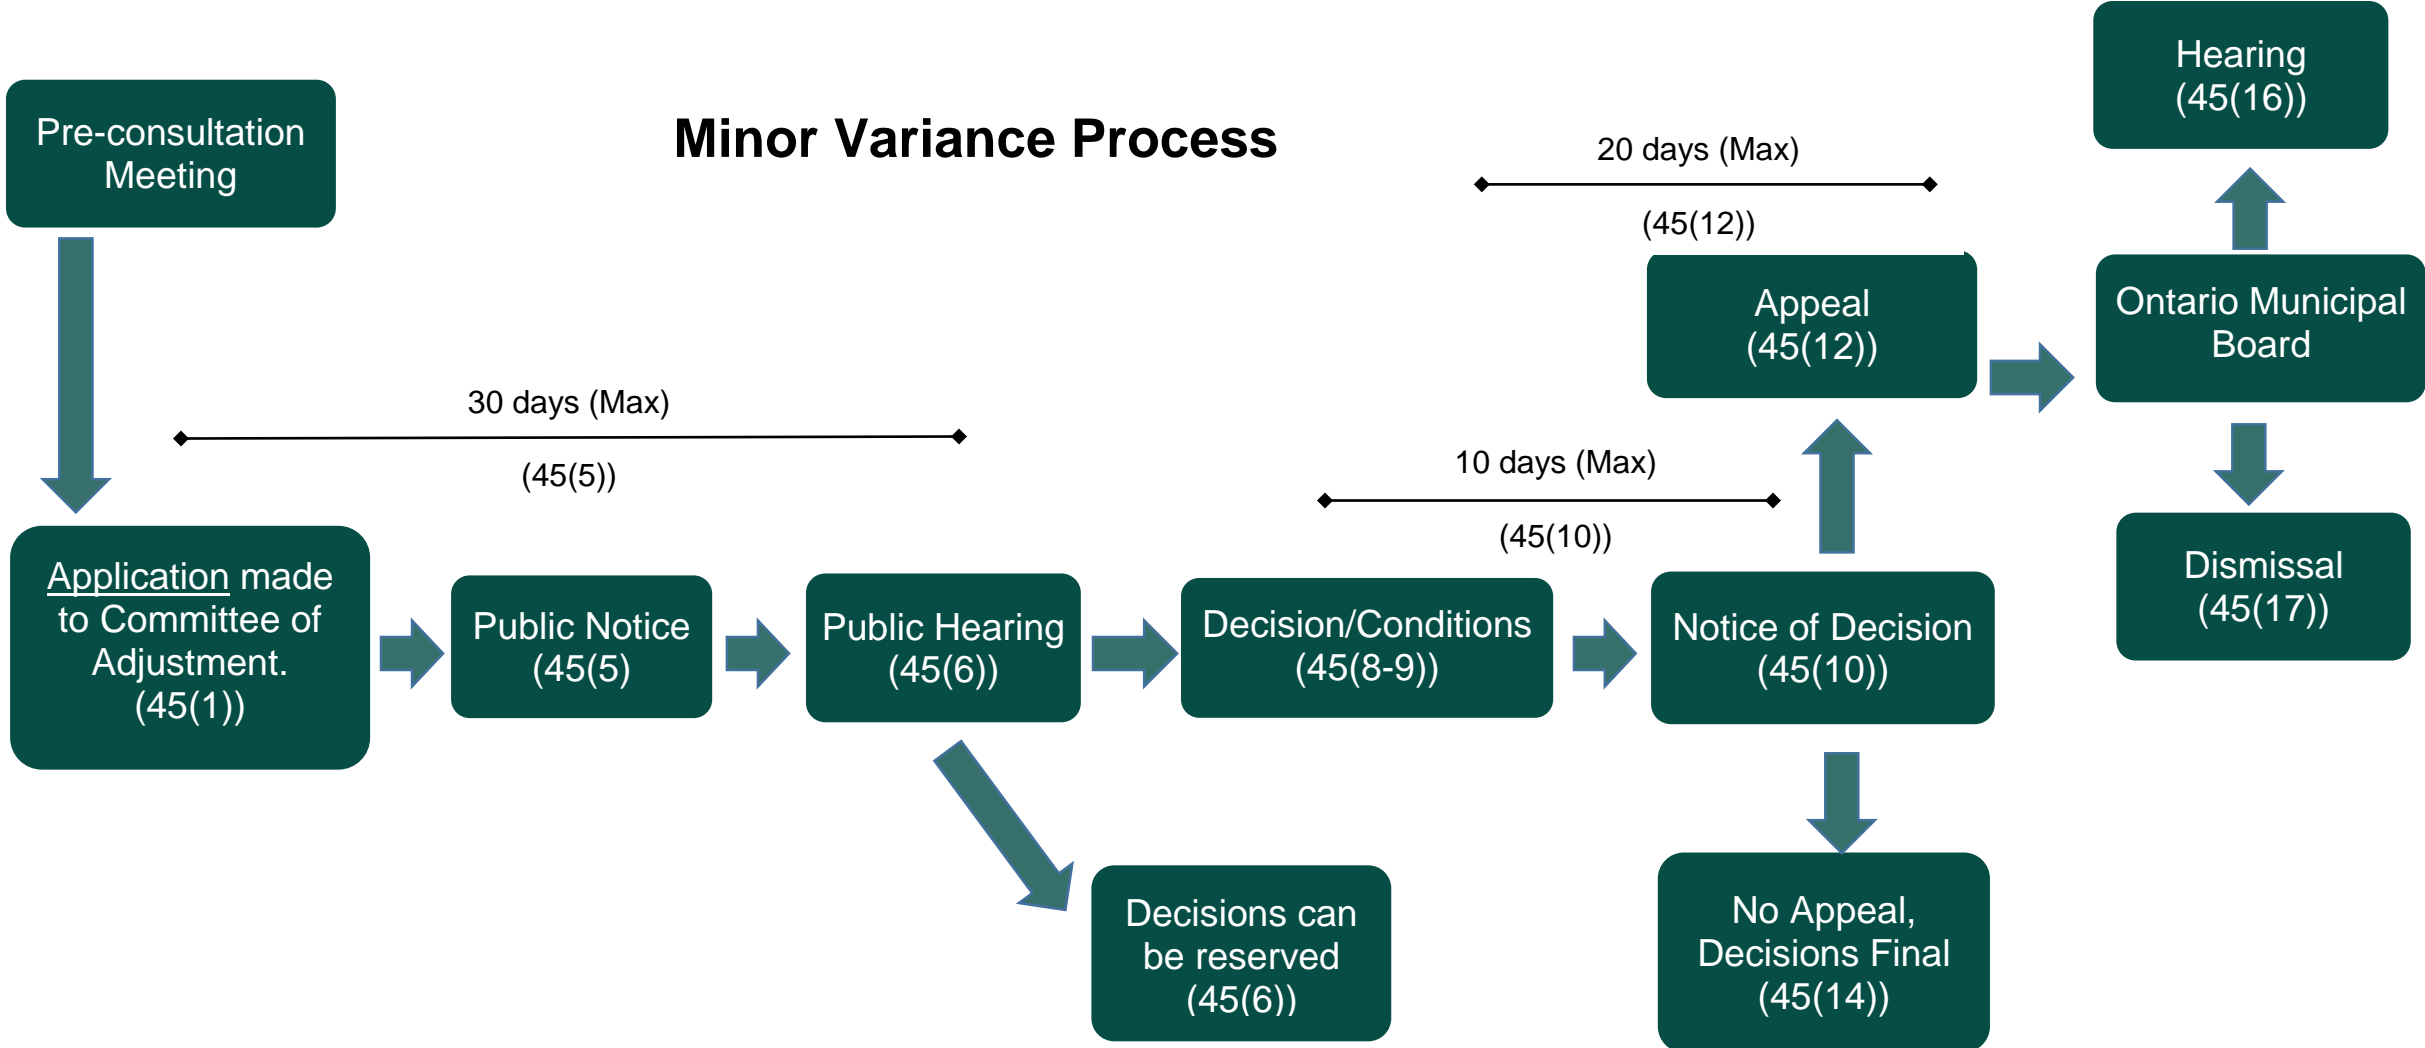 Minor Variance Process
Pre-consultation
Meeting
Application made
to Committee of
Adjustment.
(45(1))
30 days (Max)
(45(5))
Public Notice
(45(5)
Public Hearing
(45(6))
Decisions can
be reserved
(45(6))
Decision/Conditions
(45(8-9))
10 days (Max)
(45(10))
Notice of Decision
(45(10))
No Appeal,
Decisions Final
(45(14))
20 days (Max)
(45(12))
Appeal
(45(12))
Ontario Municipal
Board
Hearing
(45(16))
Dismissal
(45(17))